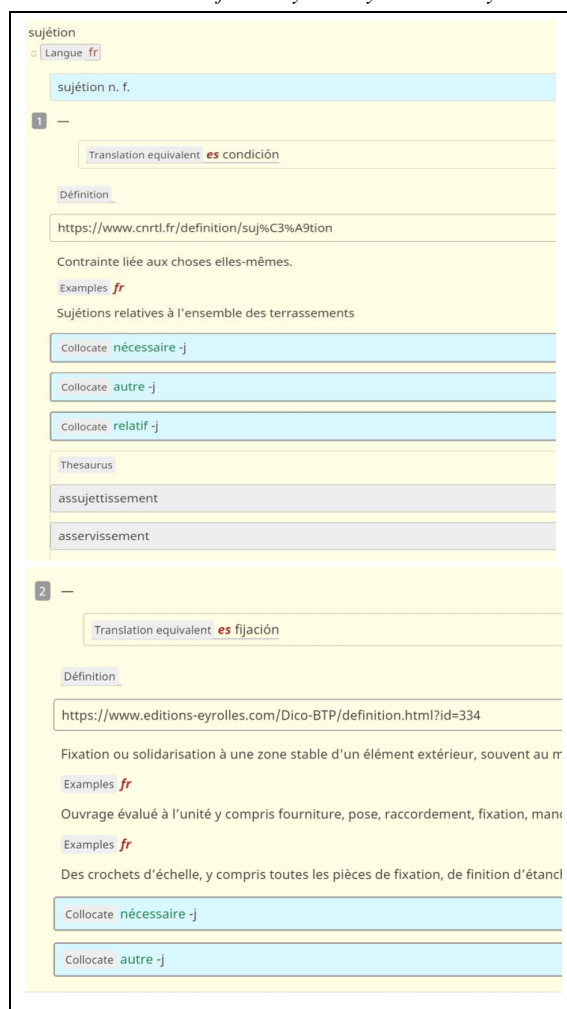 sujétion
Langue fr
sujétion n. f.
1 —
Translation equivalent es condición
Définition
https://www.cnrtl.fr/definition/suj%C3%A9tion
Contrainte liée aux choses elles-mêmes.
Examples fr
Sujétions relatives à l'ensemble des terrassements
Collocate nécessaire -j
Collocate autre -j
Collocate relatif -j
Thesaurus
assujettissement
asservissement
2 —
Translation equivalent es fijación
Définition
https://www.editions-eyrolles.com/Dico-BTP/definition.html?id=334
Fixation ou solidarisation à une zone stable d'un élément extérieur, souvent au m
Examples fr
Ouvrage évalué à l'unité y compris fourniture, pose, raccordement, fixation, man
Examples fr
Des crochets d'échelle, y compris toutes les pièces de fixation, de finition d'étanc
Collocate nécessaire -j
Collocate autre -j